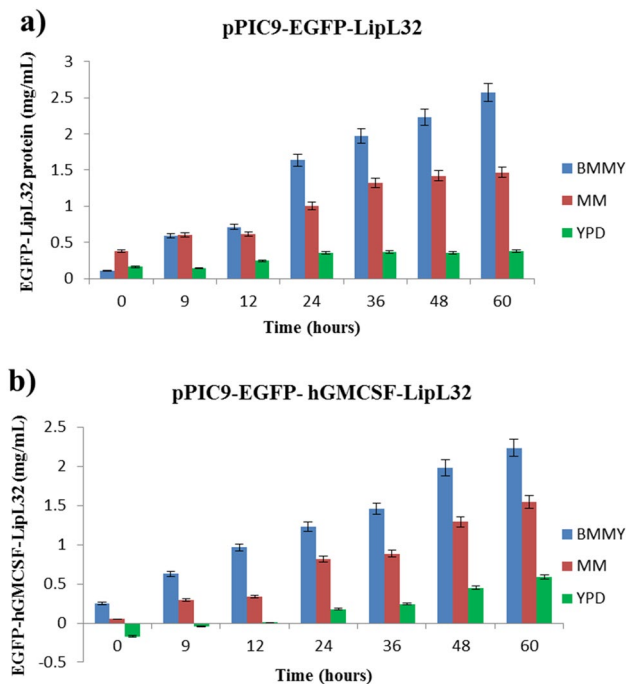 a)
pPIC9-EGFP-LipL32
EGFP-LipL32 protein (mg/mL)
3
2.5
2
1.5
1
0.5
0
0 9 12 24 36 48 60
Time (hours)
BMMY
MM
YPD
b)
pPIC9-EGFP- hGMCSF-LipL32
EGFP-hGMCSF-LipL32 (mg/mL)
2.5
2
1.5
1
0.5
0
-0.5
0 9 12 24 36 48 60
Time (hours)
BMMY
MM
YPD